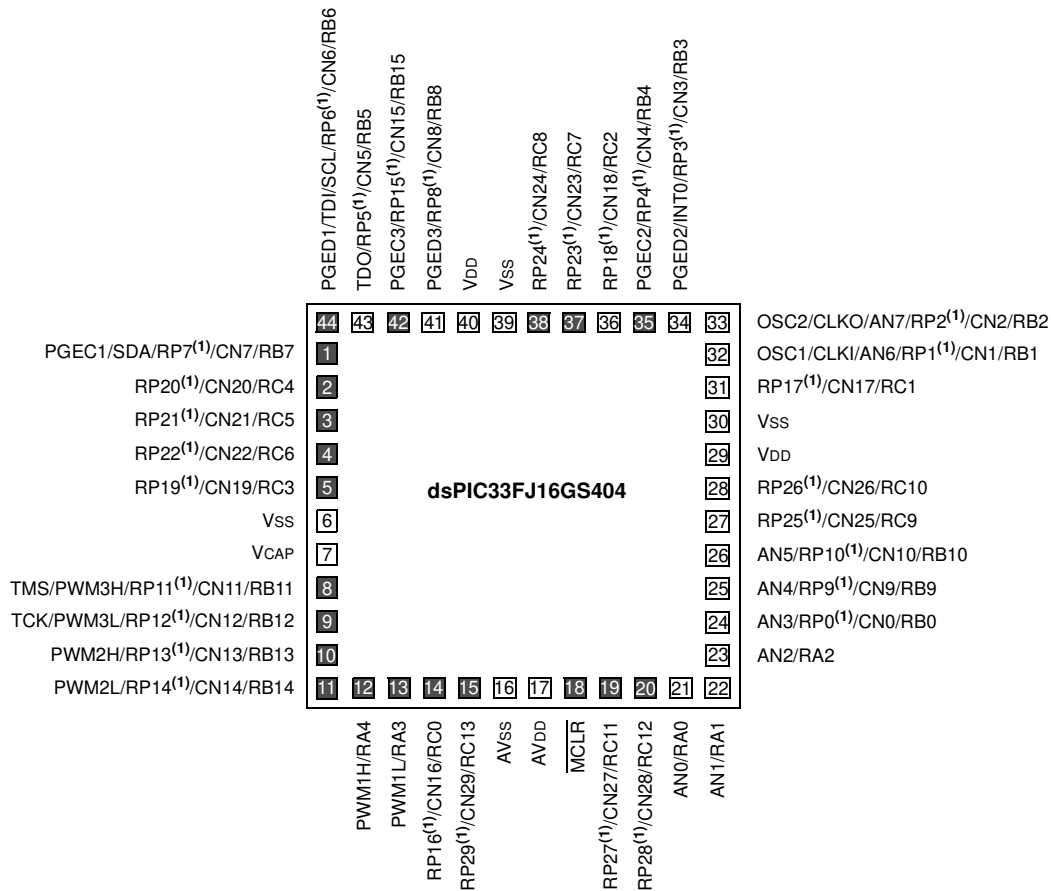 PGED1/TDI/SCL/RP6(1)/CN6/RB6
TDO/RP5(1)/CN5/RB5
PGEC3/RP15(1)/CN15/RB15
PGED3/RP8(1)/CN8/RB8
VDD
VSS
RP24(1)/CN24/RC8
RP23(1)/CN23/RC7
RP18(1)/CN18/RC2
PGEC2/RP4(1)/CN4/RB4
PGED2/INT0/RP3(1)/CN3/RB3
44 43 42 41 40 39 38 37 36 35 34 33 OSC2/CLKO/AN7/RP2(1)/CN2/RB2
PGEC1/SDA/RP7(1)/CN7/RB7 1 32 OSC1/CLKI/AN6/RP1(1)/CN1/RB1
RP20(1)/CN20/RC4 2 31 RP17(1)/CN17/RC1
RP21(1)/CN21/RC5 3 30 VSS
RP22(1)/CN22/RC6 4 29 VDD
RP19(1)/CN19/RC3 5 dsPIC33FJ16GS404 28 RP26(1)/CN26/RC10
VSS 6 27 RP25(1)/CN25/RC9
VCAP 7 26 AN5/RP10(1)/CN10/RB10
TMS/PWM3H/RP11(1)/CN11/RB11 8 25 AN4/RP9(1)/CN9/RB9
TCK/PWM3L/RP12(1)/CN12/RB12 9 24 AN3/RP0(1)/CN0/RB0
PWM2H/RP13(1)/CN13/RB13 10 23 AN2/RA2
PWM2L/RP14(1)/CN14/RB14 11 12 13 14 15 16 17 18 19 20 21 22
PWM1H/RA4
PWM1L/RA3
RP16(1)/CN16/RC0
RP29(1)/CN29/RC13
AVSS
AVDD
MCLR
RP27(1)/CN27/RC11
RP28(1)/CN28/RC12
AN0/RA0
AN1/RA1